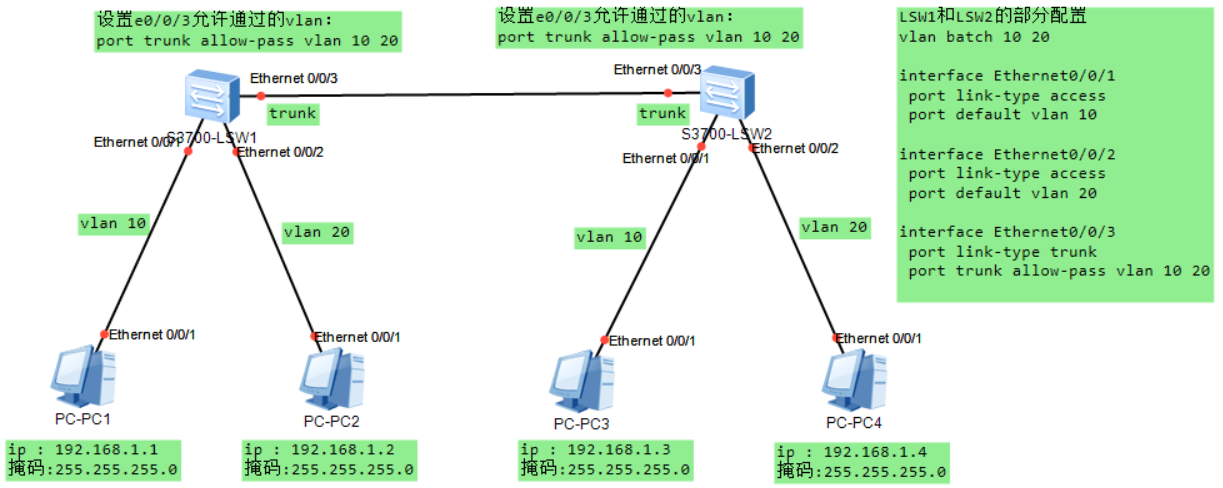 设置e0/0/3允许通过的vlan:
port trunk allow-pass vlan 10 20
设置e0/0/3允许通过的vlan:
port trunk allow-pass vlan 10 20
LSW1和LSW2的部分配置
vlan batch 10 20
interface Ethernet0/0/1
port link-type access
port default vlan 10
interface Ethernet0/0/2
port link-type access
port default vlan 20
interface Ethernet0/0/3
port link-type trunk
port trunk allow-pass vlan 10 20
Ethernet 0/0/3
Ethernet 0/0/3
trunk
trunk
S3700-LSW1
S3700-LSW2
Ethernet 0/0/1
Ethernet 0/0/2
Ethernet 0/0/1
Ethernet 0/0/2
vlan 10
vlan 20
vlan 10
vlan 20
Ethernet 0/0/1
Ethernet 0/0/1
Ethernet 0/0/1
Ethernet 0/0/1
PC-PC1
PC-PC2
PC-PC3
PC-PC4
ip : 192.168.1.1
掩码:255.255.255.0
ip : 192.168.1.2
掩码:255.255.255.0
ip : 192.168.1.3
掩码:255.255.255.0
ip : 192.168.1.4
掩码:255.255.255.0